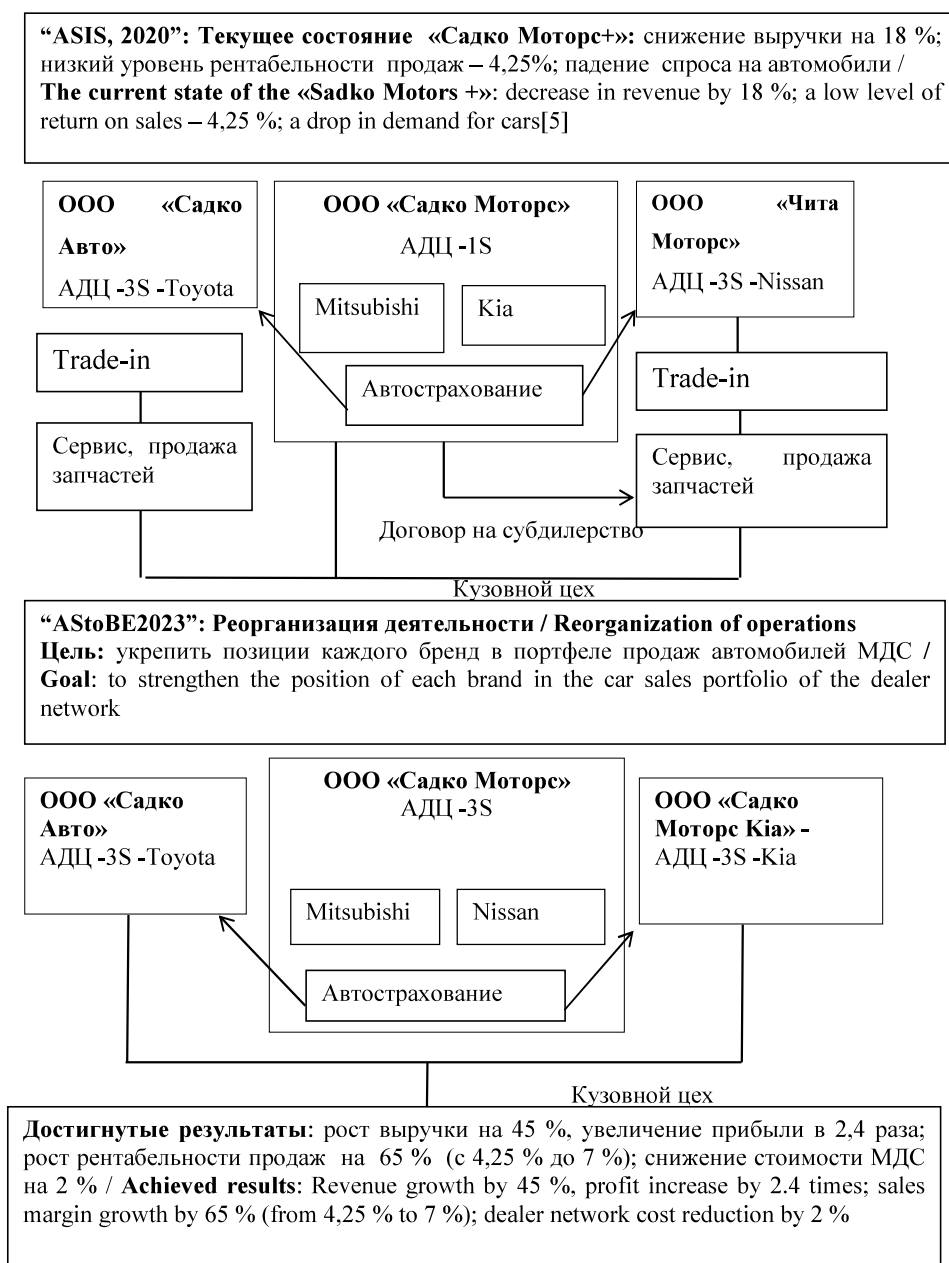 “ASIS, 2020”: Текущее состояние «Садко Моторс+»: снижение выручки на 18 %;
низкий уровень рентабельности продаж – 4,25%; падение спроса на автомобили /
The current state of the «Sadko Motors +»: decrease in revenue by 18 %; a low level of
return on sales – 4,25 %; a drop in demand for cars[5]
ООО «Садко
Авто»
АДЦ -3S -Toyota
ООО «Садко Моторс»
АДЦ -1S
Mitsubishi
Kia
Автострахование
ООО «Чита
Моторс»
АДЦ -3S -Nissan
Trade-in
Сервис, продажа
запчастей
Trade-in
Сервис, продажа
запчастей
Договор на субдилерство
Кузовной цех
“AStoBE2023”: Реорганизация деятельности / Reorganization of operations
Цель: укрепить позиции каждого бренд в портфеле продаж автомобилей МДС /
Goal: to strengthen the position of each brand in the car sales portfolio of the dealer
network
ООО «Садко
Авто»
АДЦ -3S -Toyota
ООО «Садко Моторс»
АДЦ -3S
Mitsubishi
Nissan
Автострахование
ООО «Садко
Моторс Kia» -
АДЦ -3S -Kia
Кузовной цех
Достигнутые результаты: рост выручки на 45 %, увеличение прибыли в 2,4 раза;
рост рентабельности продаж на 65 % (с 4,25 % до 7 %); снижение стоимости МДС
на 2 % / Achieved results: Revenue growth by 45 %, profit increase by 2.4 times; sales
margin growth by 65 % (from 4,25 % to 7 %); dealer network cost reduction by 2 %